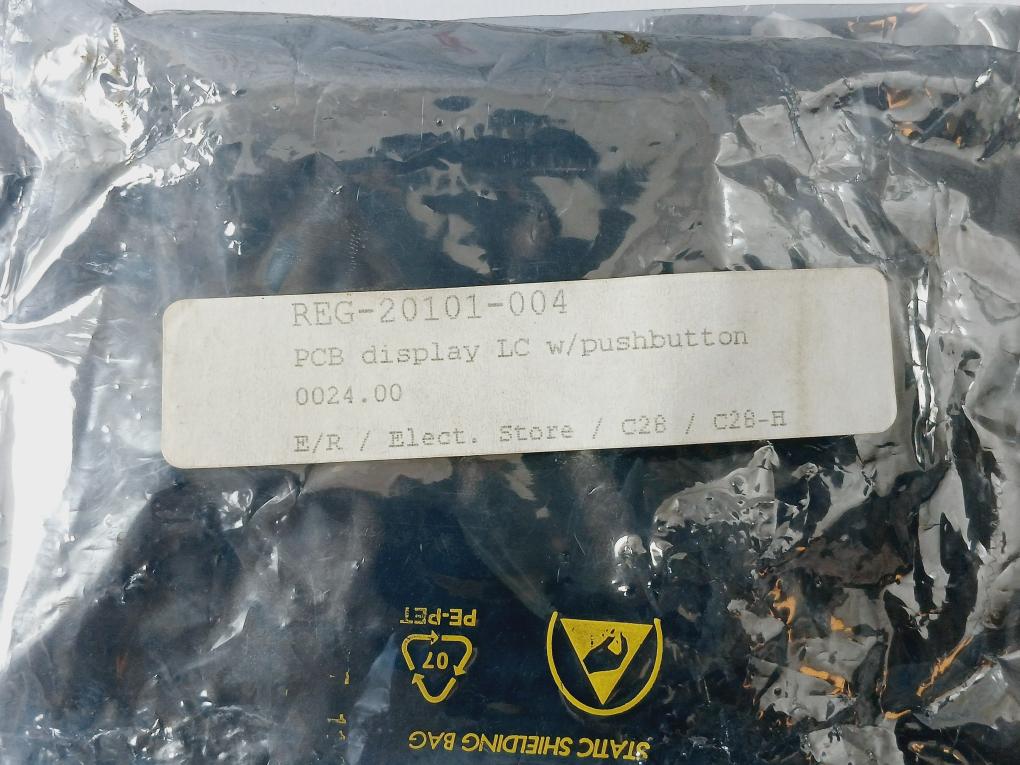 REG-20101-004
PCB display LC w/pushbutton
0024.00
E/R / Elect. Store / C28 / C28-H
STATIC SHIELDING BAG
07
PE-PET